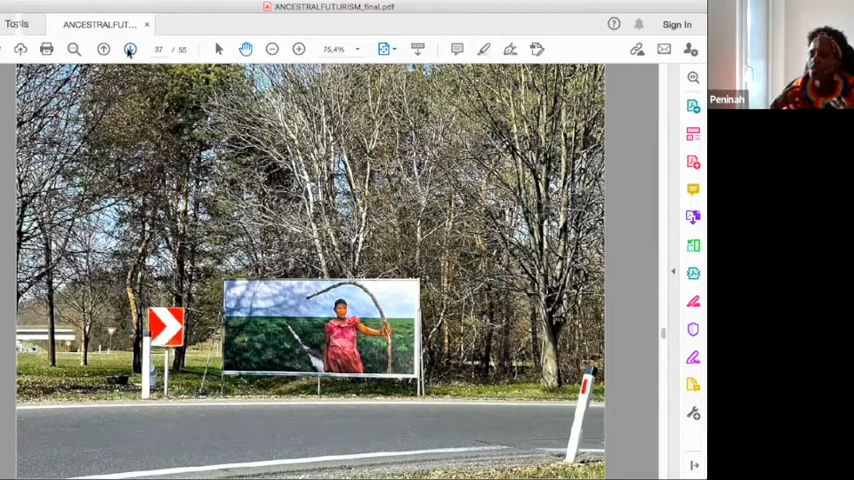 ANCESTRALFUTURISM_final.pdf
Tools
ANCESTRALFUT...
×
Sign In
37 / 55
75,4%
Peninah